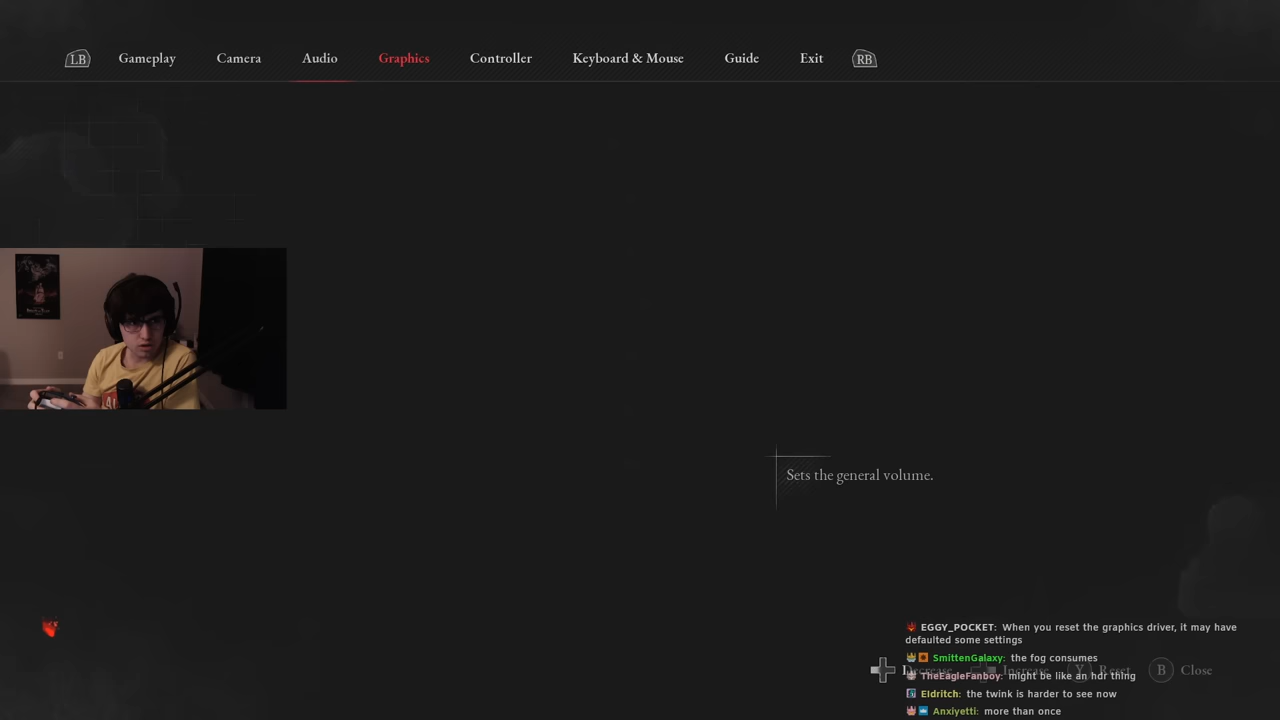 LB Gameplay Camera Audio Graphics Controller Keyboard & Mouse Guide Exit RB
Sets the general volume.
EGGY_POCKET: When you reset the graphics driver, it may have
defaulted some settings
SmittenGalaxy: the fog consumes
Increase Y Reset B Close
TheEagleFanboy: might be like an hdr thing
Eldritch: the twink is harder to see now
Anxiyetti: more than once